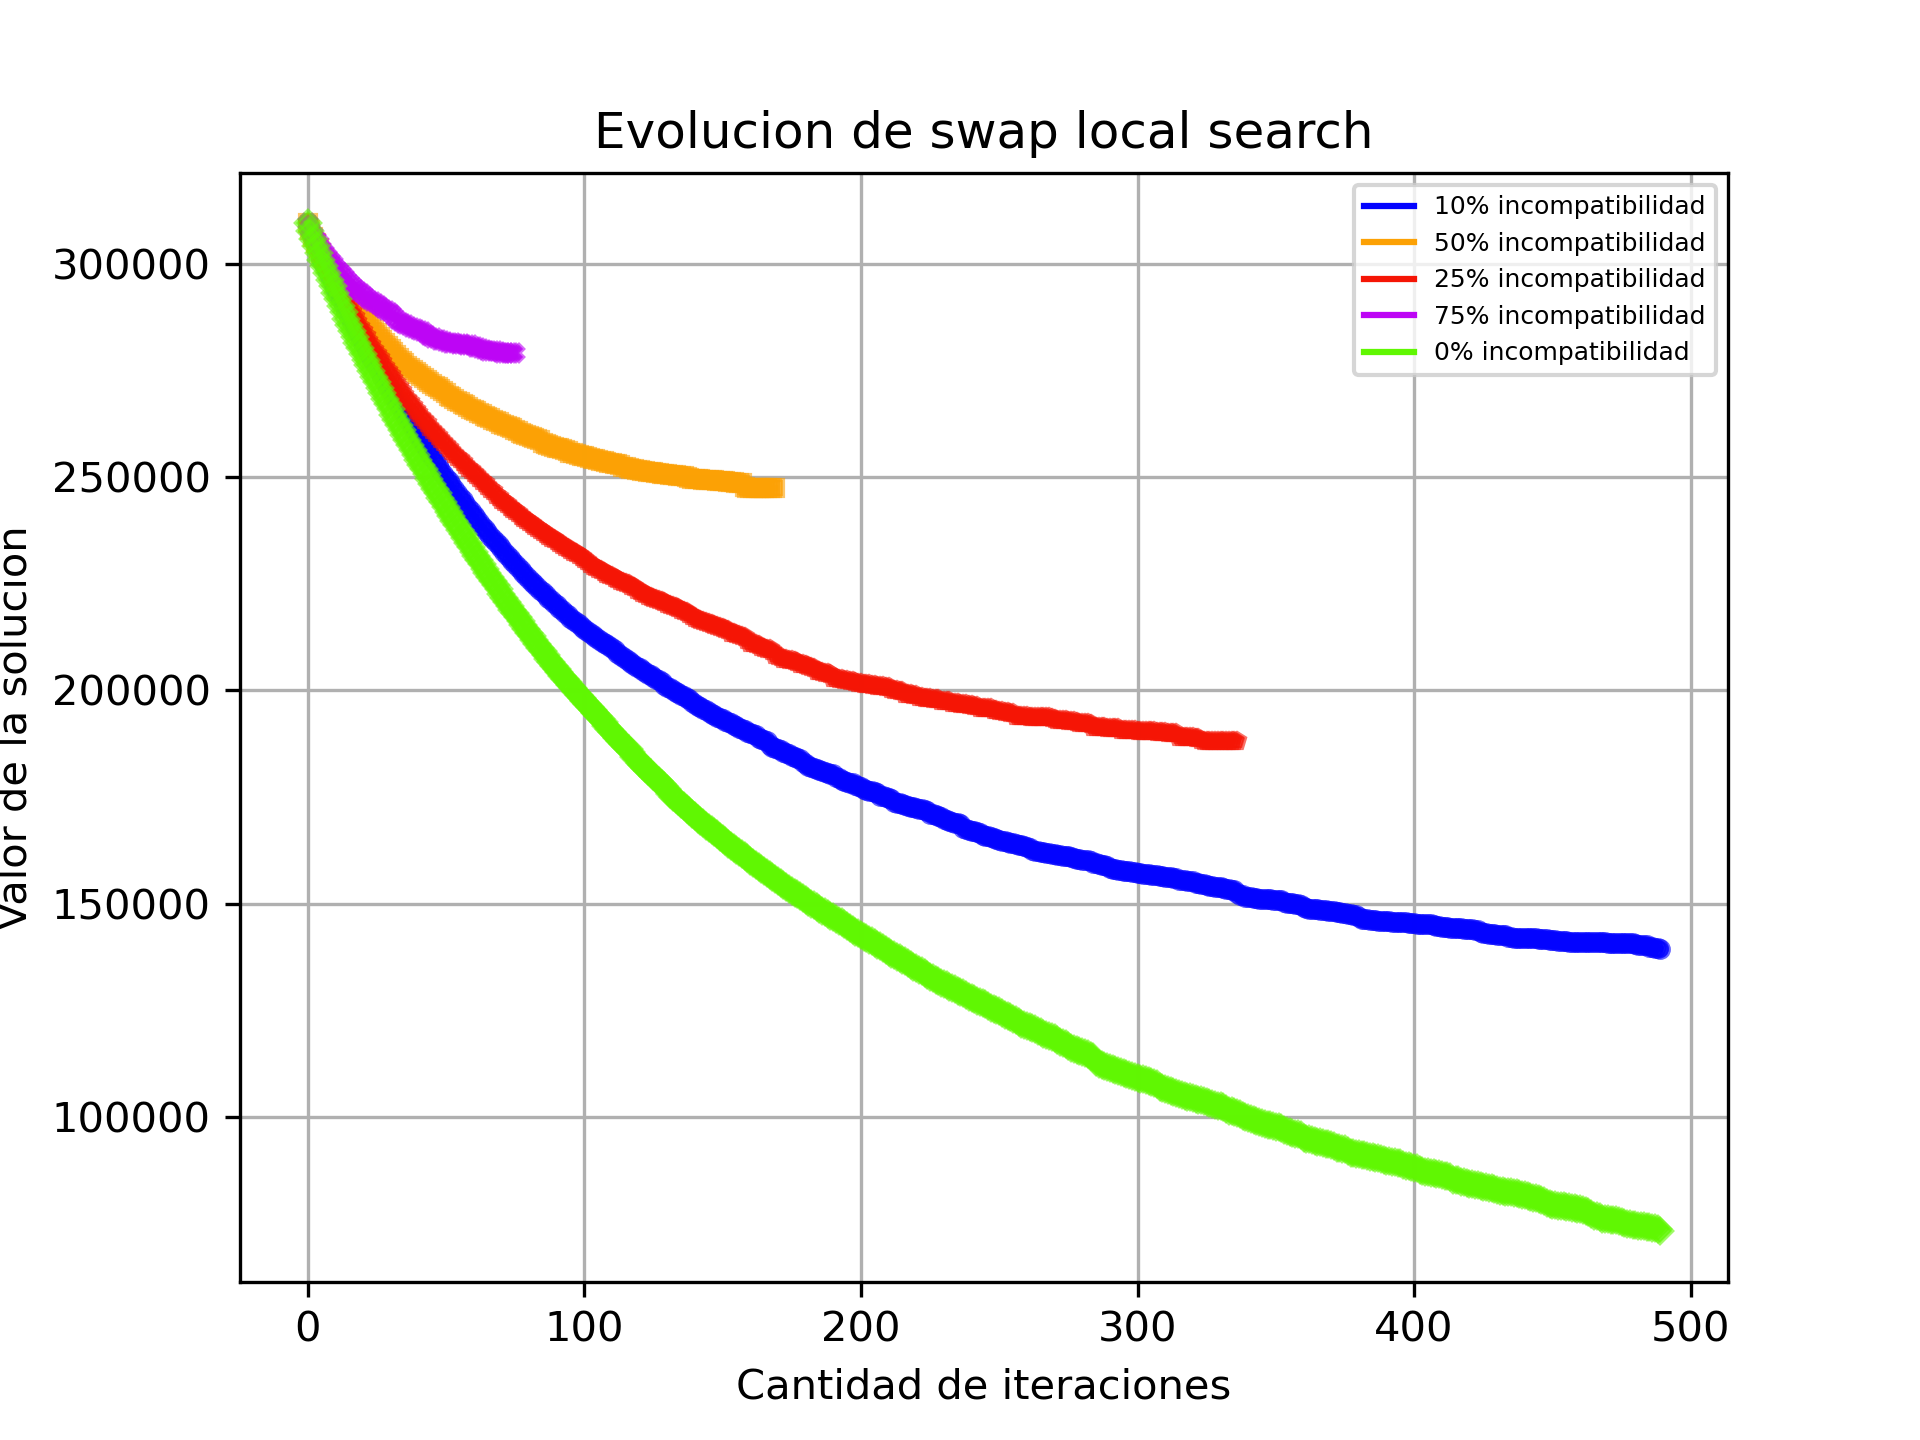 Evolucion de swap local search
10% incompatibilidad
50% incompatibilidad
25% incompatibilidad
75% incompatibilidad
0% incompatibilidad
300000
250000
200000
150000
100000
Valor de la solucion
0 100 200 300 400 500
Cantidad de iteraciones